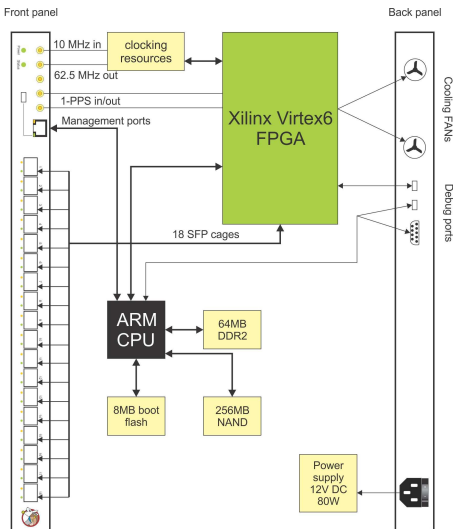 Front panel
Back panel
Power
Status
10 MHz in
clocking
resources
62.5 MHz out
1-PPS in/out
Management ports
Xilinx Virtex6
FPGA
Cooling FANs
Debug ports
18 SFP cages
ARM
CPU
64MB
DDR2
8MB boot
flash
256MB
NAND
Power
supply
12V DC
80W